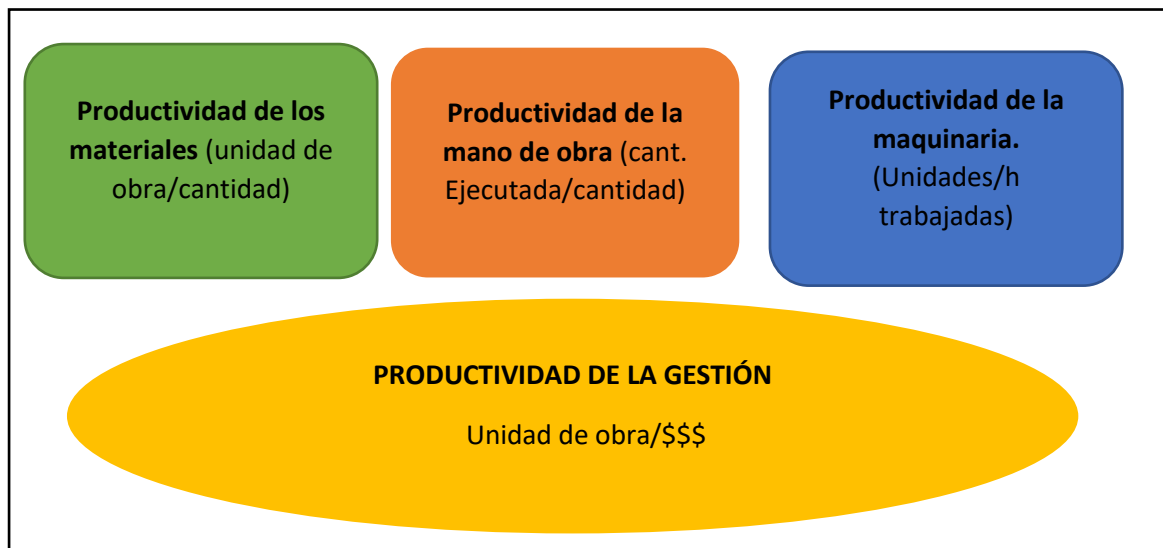 Productividad de los
materiales (unidad de
obra/cantidad)
Productividad de la
mano de obra (cant.
Ejecutada/cantidad)
Productividad de la
maquinaria.
(Unidades/h
trabajadas)
PRODUCTIVIDAD DE LA GESTIÓN
Unidad de obra/$$$